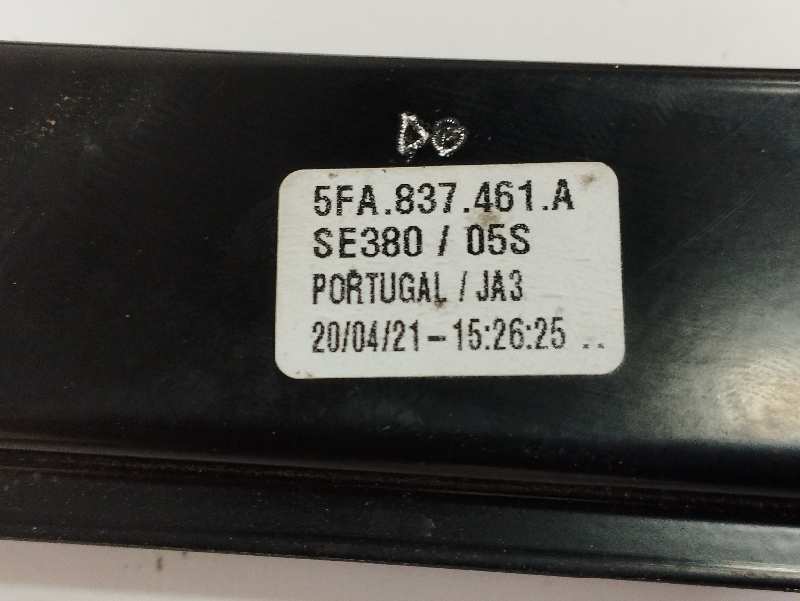 DG
5FA.837.461.A
SE380 / 05S
PORTUGAL / JA3
20/04/21-15:26:25 ..